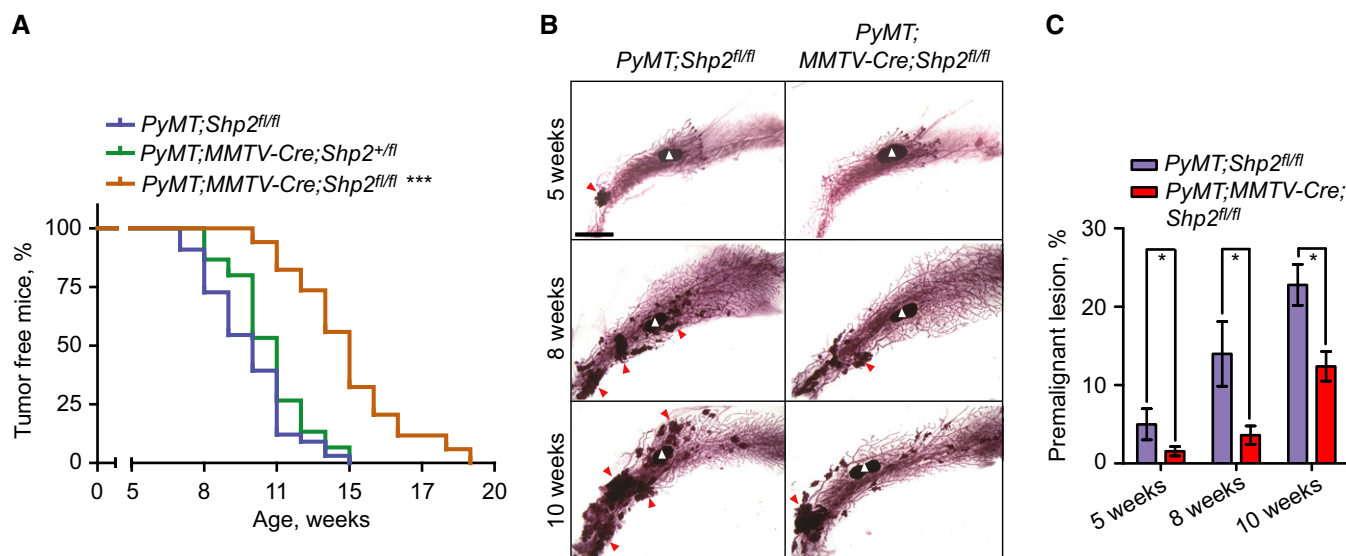 A
PyMT;Shp2fl/fl
PyMT;MMTV-Cre;Shp2+/fl
PyMT;MMTV-Cre;Shp2fl/fl ***
Tumor free mice, %
100
75
50
25
0
0 5 8 11 15 17 20
Age, weeks
B
PyMT;Shp2fl/fl
PyMT;
MMTV-Cre;Shp2fl/fl
5 weeks
8 weeks
10 weeks
C
PyMT;Shp2fl/fl
PyMT;MMTV-Cre;
Shp2fl/fl
Premalignant lesion, %
30
20
10
0
* * *
5 weeks
8 weeks
10 weeks